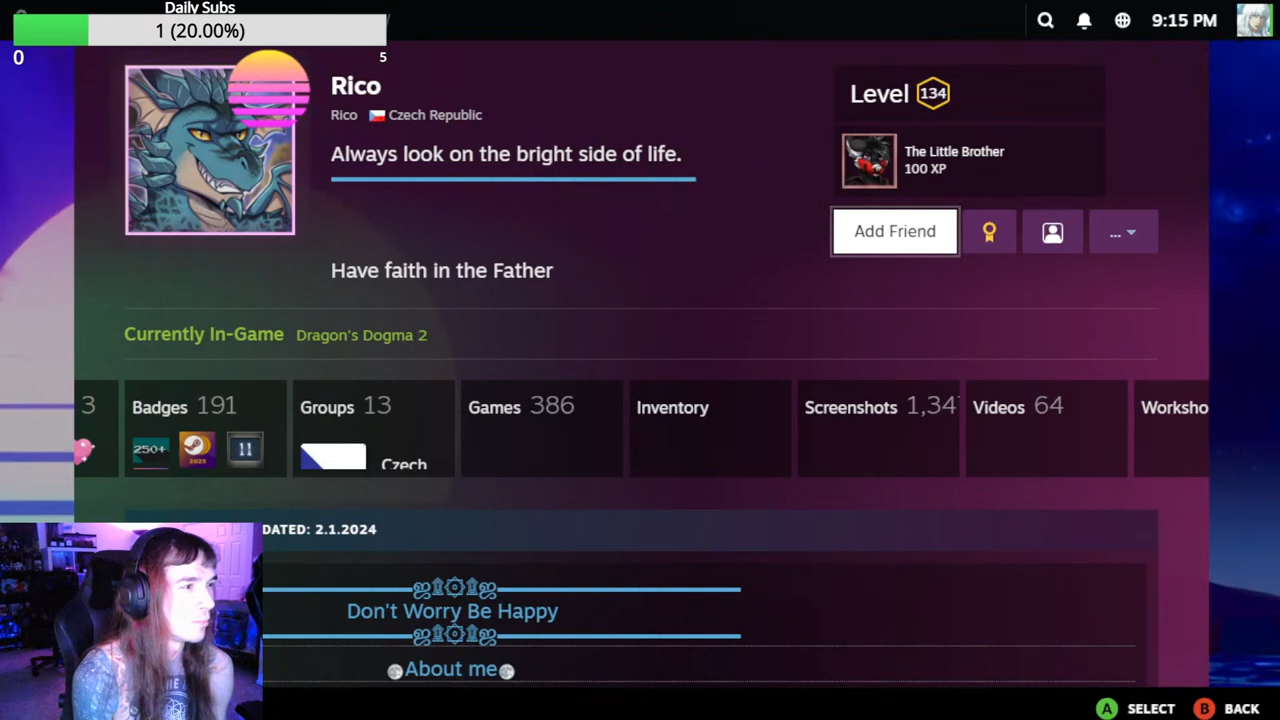 Daily Subs
1 (20.00%)
0
5
9:15 PM
Rico
Rico Czech Republic
Always look on the bright side of life.
Have faith in the Father
Level 134
The Little Brother
100 XP
Add Friend
...
Currently In-Game Dragon's Dogma 2
3
Badges 191
250+
2023
11
Groups 13
Czech
Games 386
Inventory
Screenshots 1,34
Videos 64
Worksho
DATED: 2.1.2024
Don't Worry Be Happy
About me
A SELECT B BACK